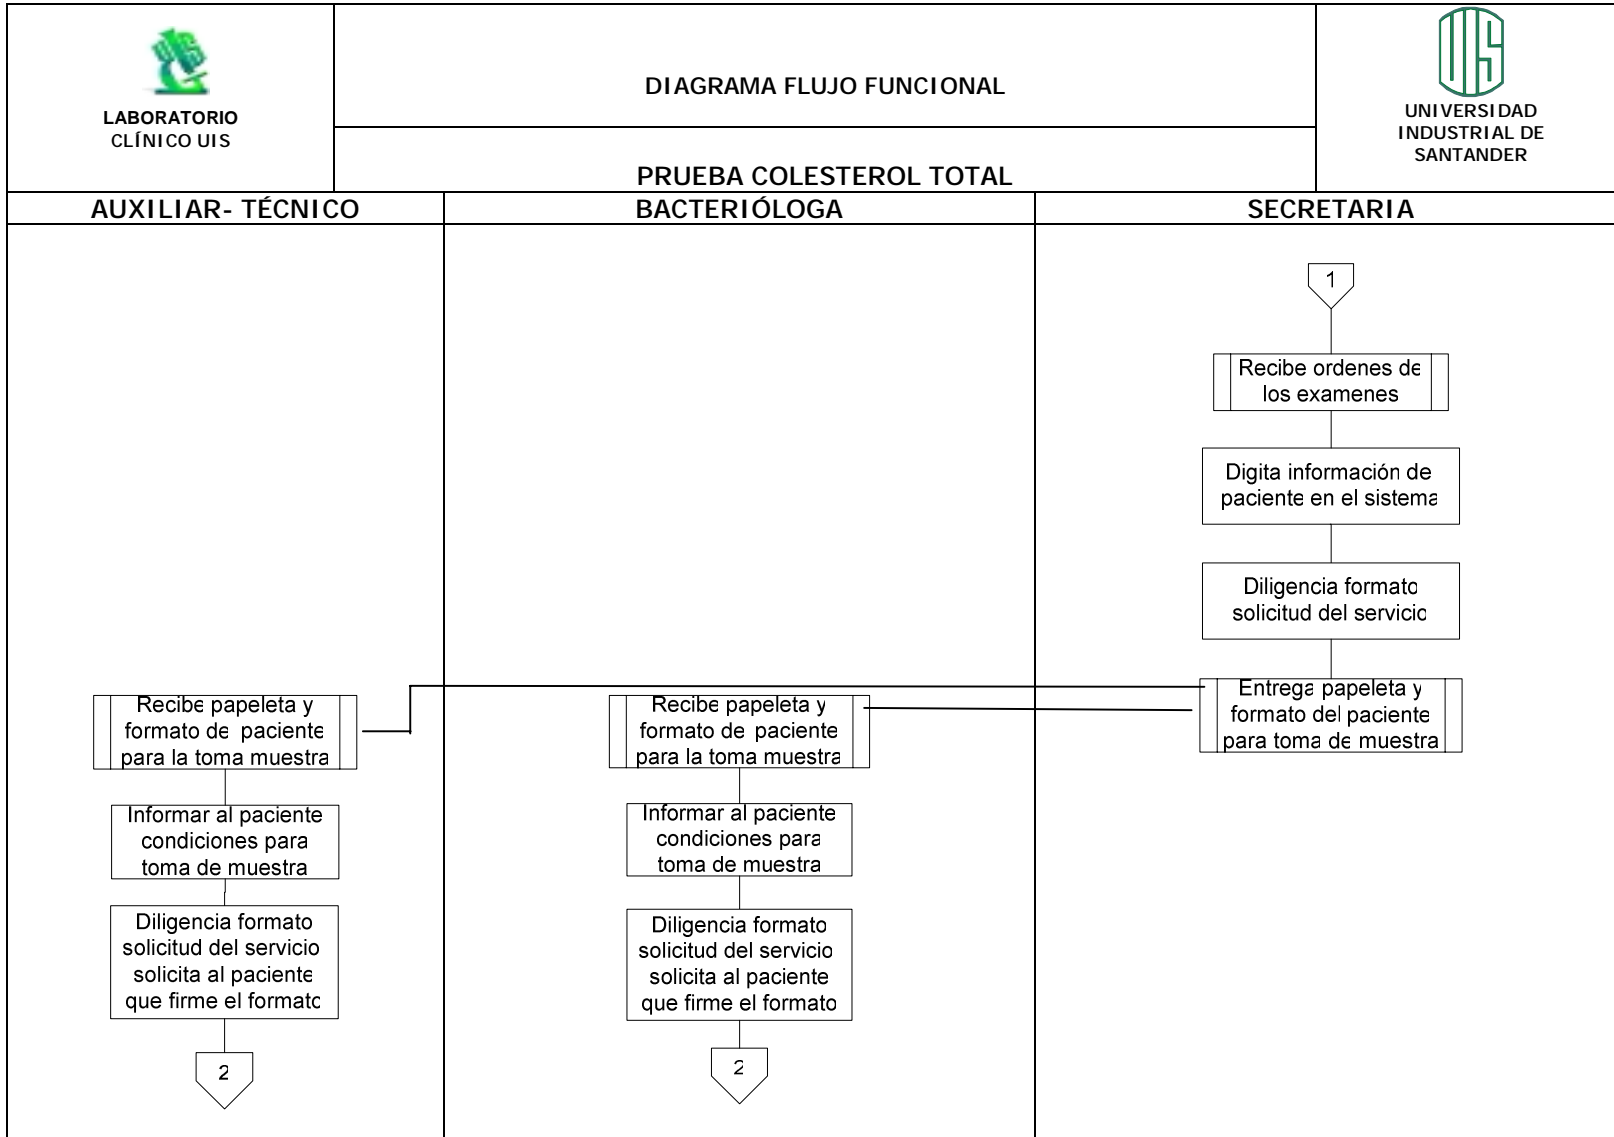 LABORATORIO
CLÍNICO UIS
DIAGRAMA FLUJO FUNCIONAL
PRUEBA COLESTEROL TOTAL
UIS
UNIVERSIDAD
INDUSTRIAL DE
SANTANDER
AUXILIAR- TÉCNICO
BACTERIÓLOGA
SECRETARIA
1
Recibe ordenes de
los examenes
Digita información de
paciente en el sistema
Diligencia formato
solicitud del servicio
Entrega papeleta y
formato del paciente
para toma de muestra
Recibe papeleta y
formato de paciente
para la toma muestra
Informar al paciente
condiciones para
toma de muestra
Diligencia formato
solicitud del servicio
solicita al paciente
que firme el formato
2
Recibe papeleta y
formato de paciente
para la toma muestra
Informar al paciente
condiciones para
toma de muestra
Diligencia formato
solicitud del servicio
solicita al paciente
que firme el formato
2